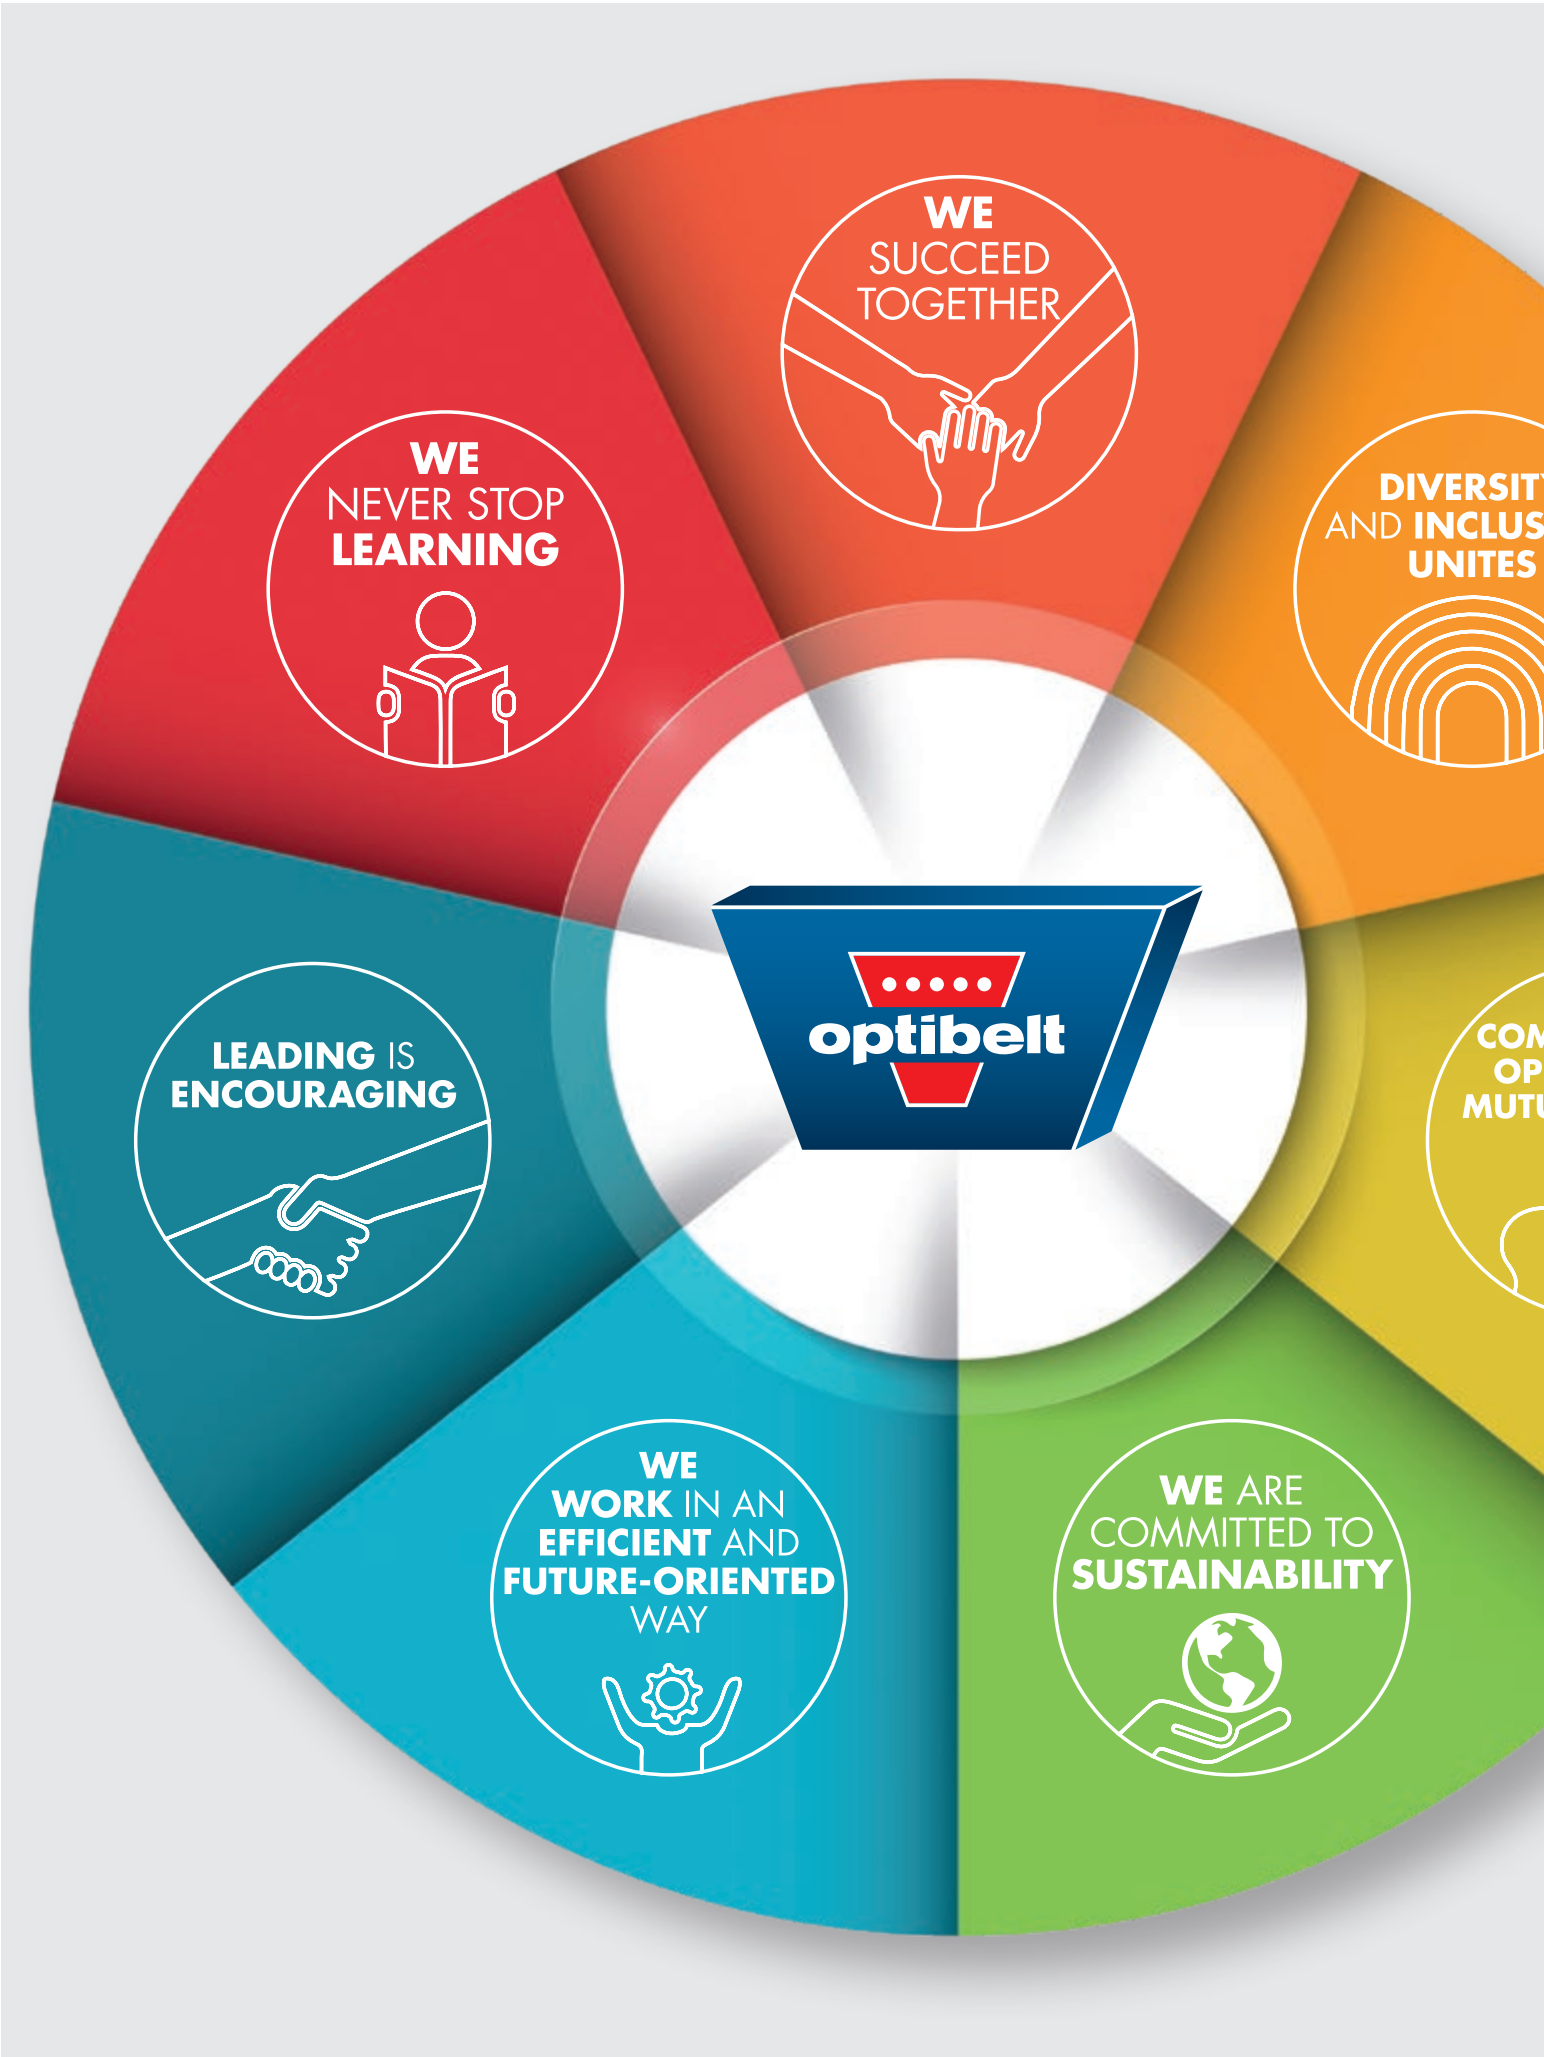 WE
SUCCEED
TOGETHER
WE
NEVER STOP
LEARNING
AND
UNITES
optibelt
LEADING IS
ENCOURAGING
WE
WORK IN AN
EFFICIENT AND
FUTURE-ORIENTED
WAY
WE ARE
COMMITTED TO
SUSTAINABILITY